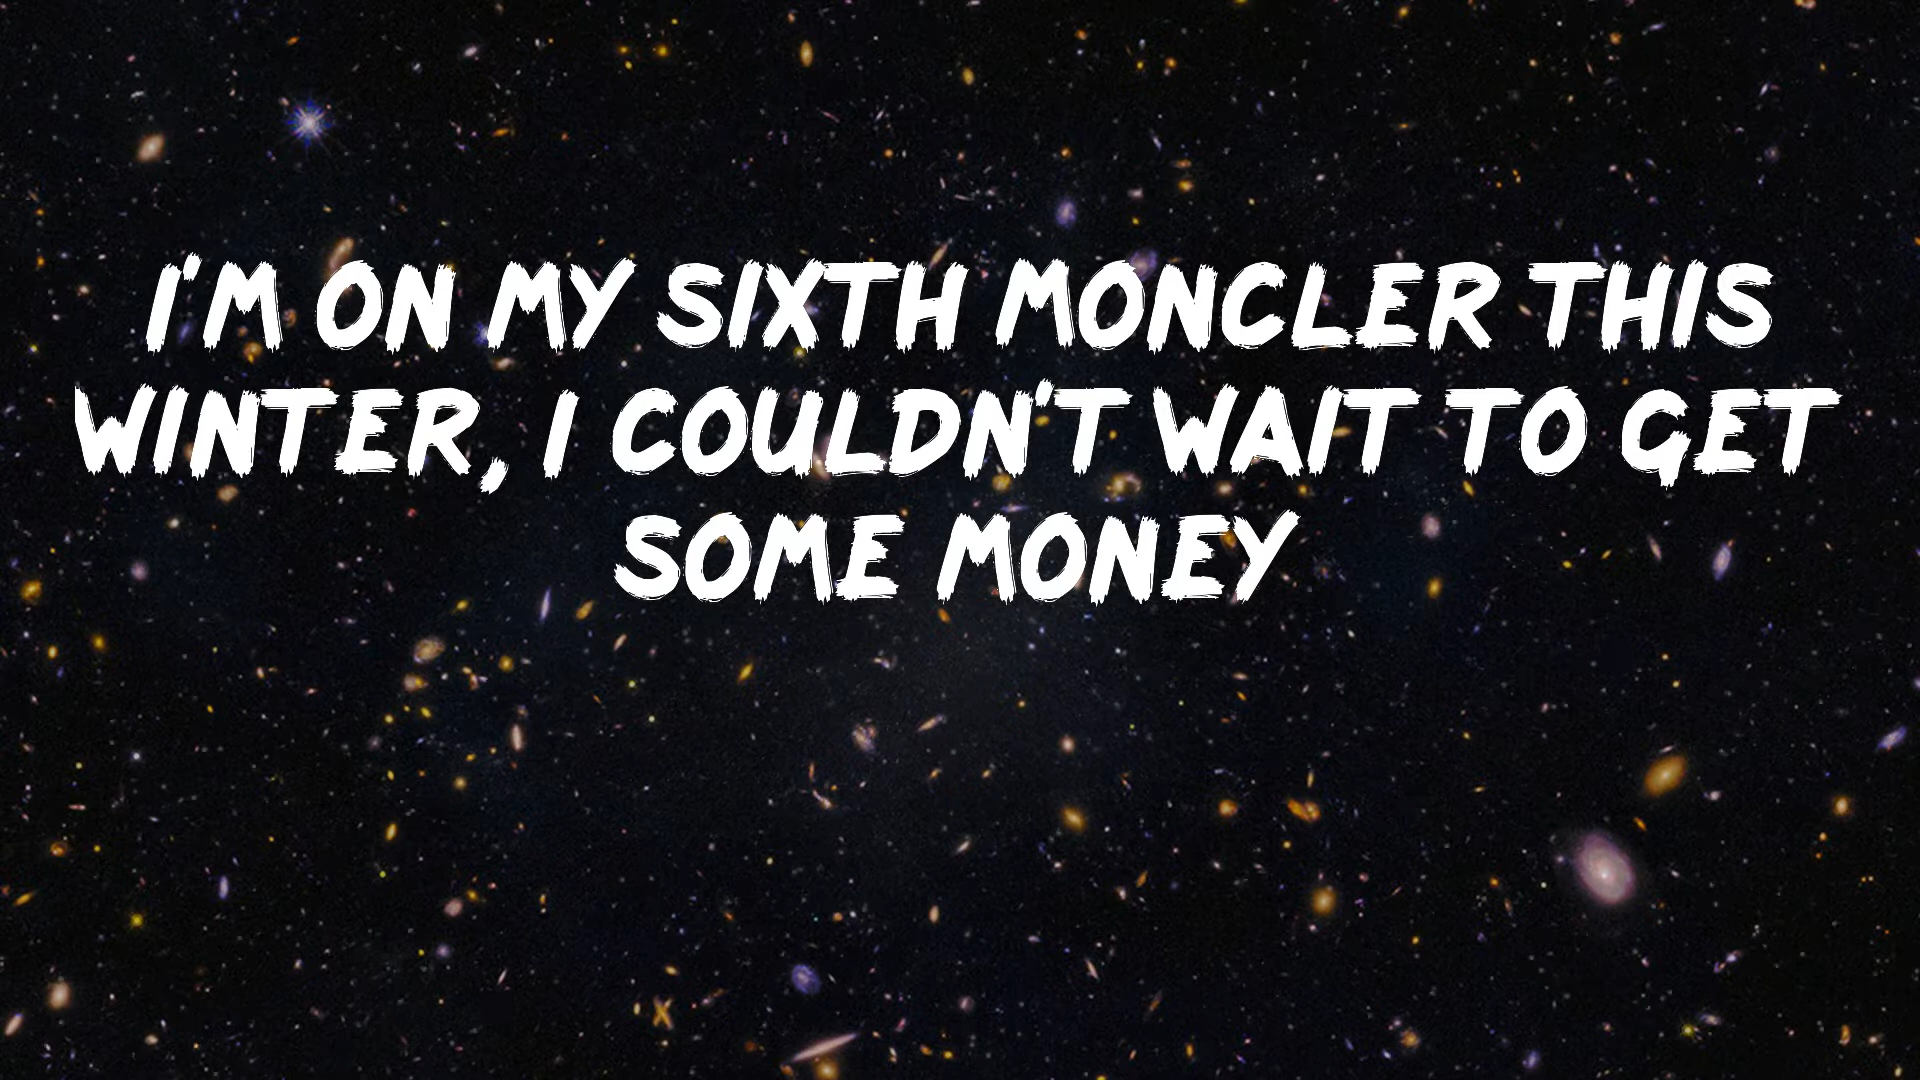 I'M ON MY SIXTH MONCLER THIS
WINTER, I COULDN'T WAIT TO GET
SOME MONEY